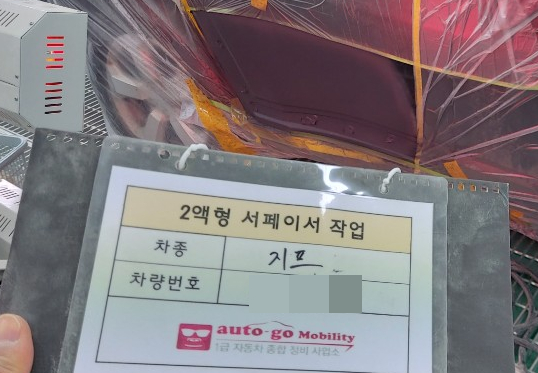 2액형 서페이서 작업
차종 지프
차량번호
auto-go Mobility
1급 자동차 종합 정비 사업소